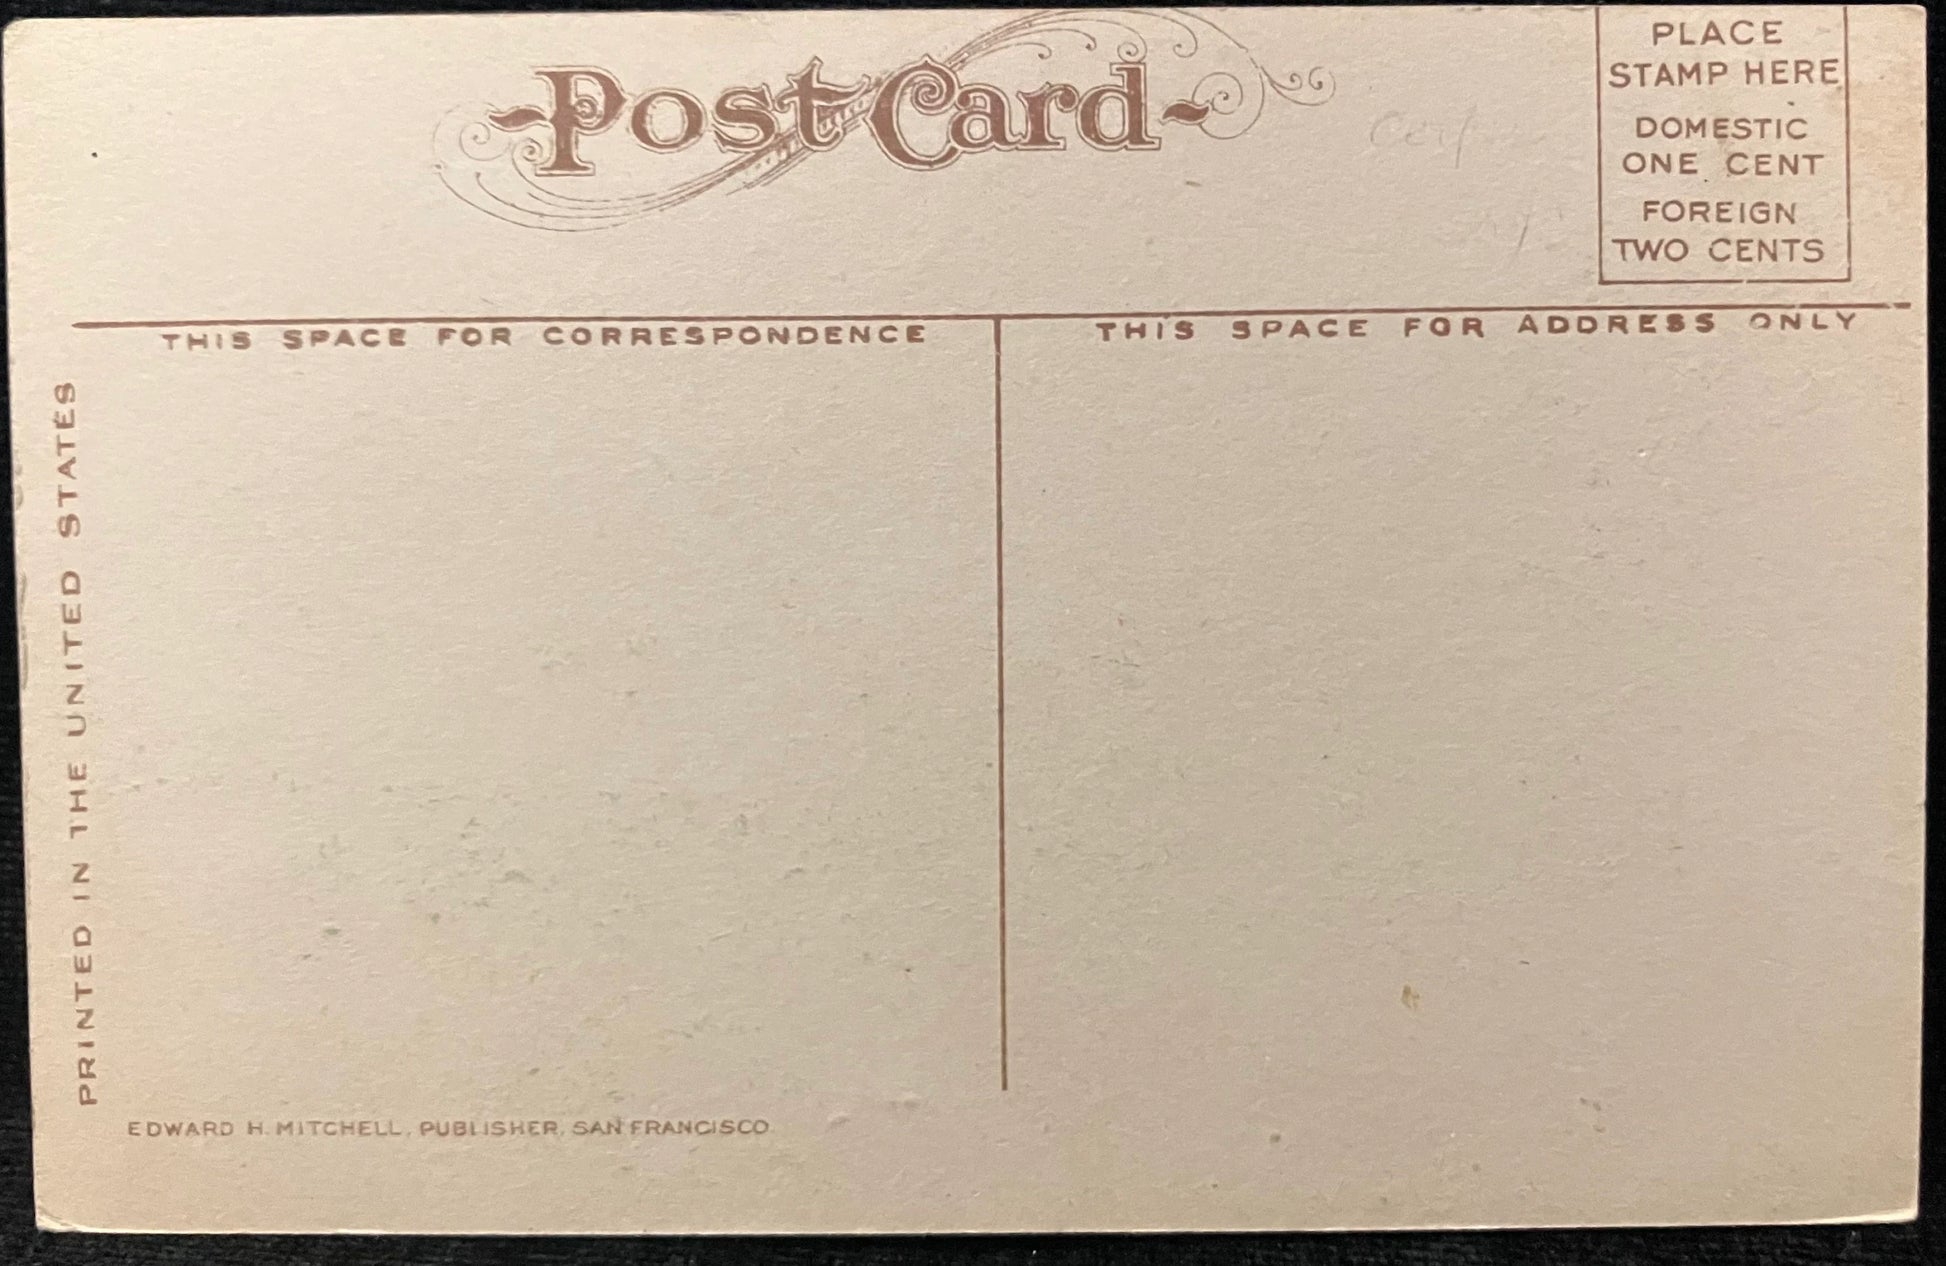 Post Card
PLACE
STAMP HERE
DOMESTIC
ONE CENT
FOREIGN
TWO CENTS
THIS SPACE FOR CORRESPONDENCE
THIS SPACE FOR ADDRESS ONLY
PRINTED IN THE UNITED STATES
EDWARD H. MITCHELL, PUBLISHER, SAN FRANCISCO